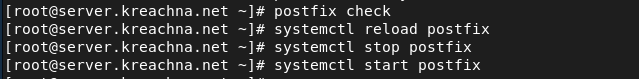 [root@server.kreachna.net ~]# postfix check
[root@server.kreachna.net ~]# systemctl reload postfix
[root@server.kreachna.net ~]# systemctl stop postfix
[root@server.kreachna.net ~]# systemctl start postfix